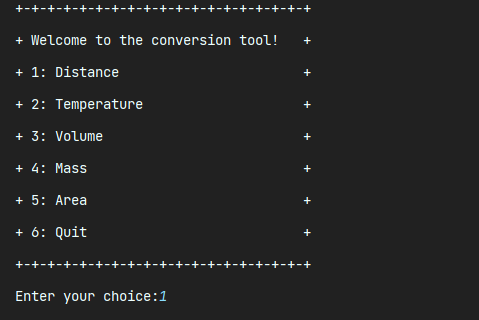 +-+-+-+-+-+-+-+-+-+-+-+-+-+-+-+-+-+-+
+ Welcome to the conversion tool!   +
+ 1: Distance                       +
+ 2: Temperature                    +
+ 3: Volume                         +
+ 4: Mass                           +
+ 5: Area                           +
+ 6: Quit                           +
+-+-+-+-+-+-+-+-+-+-+-+-+-+-+-+-+-+-+
Enter your choice:1